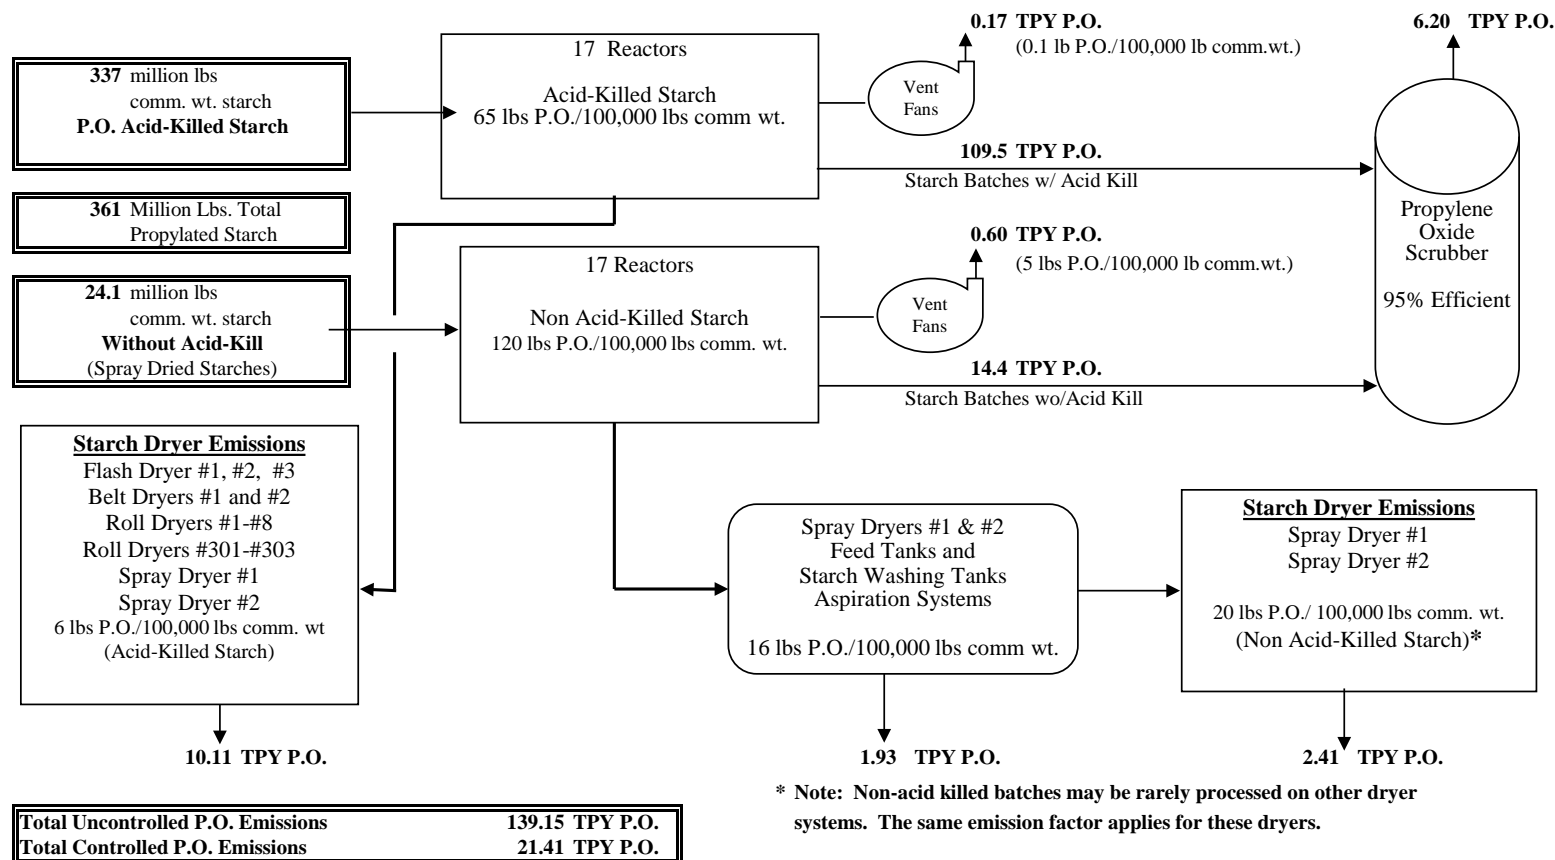 0.17 TPY P.O.
(0.1 lb P.O./100,000 lb comm.wt.)
6.20 TPY P.O.
337 million lbs
comm. wt. starch
P.O. Acid-Killed Starch
17 Reactors
Acid-Killed Starch
65 lbs P.O./100,000 lbs comm wt.
Vent
Fans
109.5 TPY P.O.
Starch Batches w/ Acid Kill
361 Million Lbs. Total
Propylated Starch
Propylene
Oxide
Scrubber
95% Efficient
0.60 TPY P.O.
(5 lbs P.O./100,000 lb comm.wt.)
24.1 million lbs
comm. wt. starch
Without Acid-Kill
(Spray Dried Starches)
17 Reactors
Non Acid-Killed Starch
120 lbs P.O./100,000 lbs comm. wt.
Vent
Fans
14.4 TPY P.O.
Starch Batches wo/Acid Kill
Starch Dryer Emissions
Flash Dryer #1, #2, #3
Belt Dryers #1 and #2
Roll Dryers #1-#8
Roll Dryers #301-#303
Spray Dryer #1
Spray Dryer #2
6 lbs P.O./100,000 lbs comm. wt
(Acid-Killed Starch)
Spray Dryers #1 & #2
Feed Tanks and
Starch Washing Tanks
Aspiration Systems
16 lbs P.O./100,000 lbs comm wt.
Starch Dryer Emissions
Spray Dryer #1
Spray Dryer #2
20 lbs P.O./ 100,000 lbs comm. wt.
(Non Acid-Killed Starch)*
10.11 TPY P.O.
1.93 TPY P.O.
2.41 TPY P.O.
* Note: Non-acid killed batches may be rarely processed on other dryer
systems. The same emission factor applies for these dryers.
Total Uncontrolled P.O. Emissions 139.15 TPY P.O.
Total Controlled P.O. Emissions 21.41 TPY P.O.